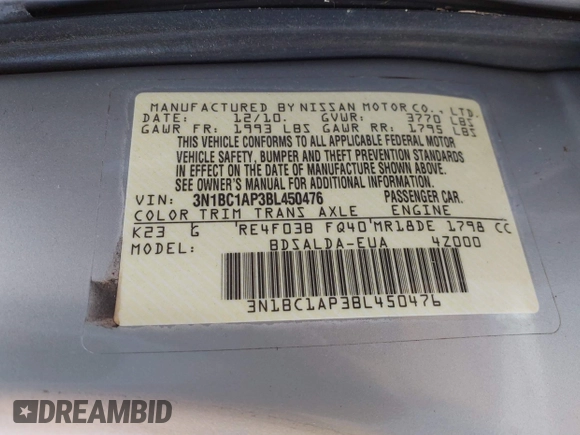 MANUFACTURED BY NISSAN MOTOR CO., LTD.
DATE: 12/10. GVWR: 3770 LBS
GAWR FR: 1993 LBS GAWR RR: 1795 LBS
THIS VEHICLE CONFORMS TO ALL APPLICABLE FEDERAL MOTOR
VEHICLE SAFETY, BUMPER AND THEFT PREVENTION STANDARDS
IN EFFECT ON THE DATE OF MANUFACTURE SHOWN ABOVE.
SEE OWNER'S MANUAL FOR ADDITIONAL INFORMATION.
VIN: 3N1BC1AP3BL450476 PASSENGER CAR.
COLOR TRIM TRANS AXLE ENGINE
K23 G RE4F03B FQ40 MR18DE 1798 CC
MODEL: BDSALDA-EUA 4Z000
3N1BC1AP3BL450476
DREAMBID